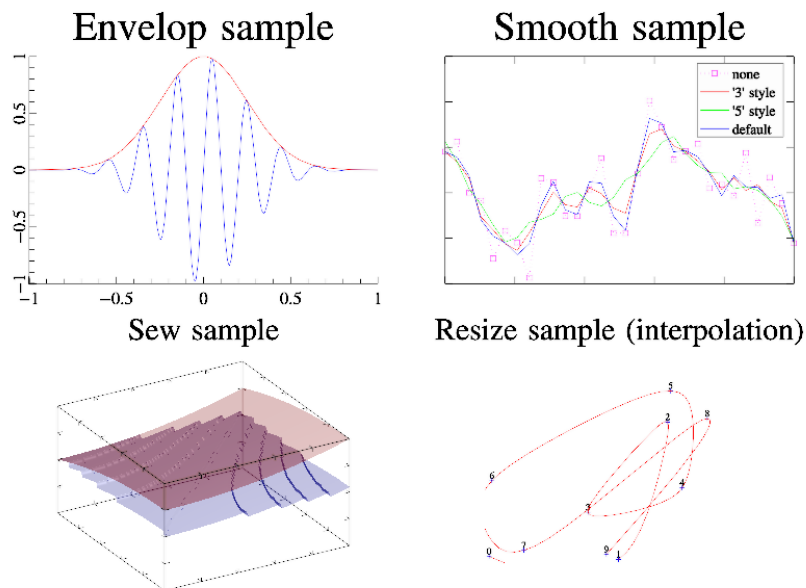 Envelop sample
Smooth sample
1
0.5
0
−0.5
−1
−1
−0.5
0
0.5
1
none
'3' style
'5' style
default
Sew sample
Resize sample (interpolation)
5
2
8
6
4
3
7
0
9
1